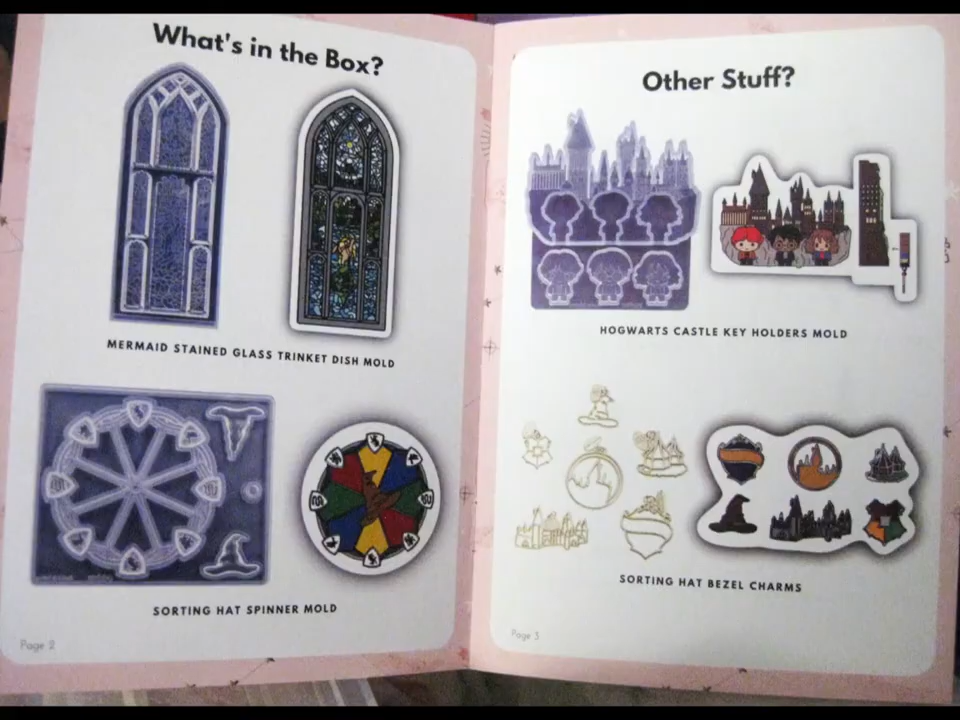 What's in the Box?
MERMAID STAINED GLASS TRINKET DISH MOLD
SORTING HAT SPINNER MOLD
Page 2
Other Stuff?
HOGWARTS CASTLE KEY HOLDERS MOLD
SORTING HAT BEZEL CHARMS
Page 3